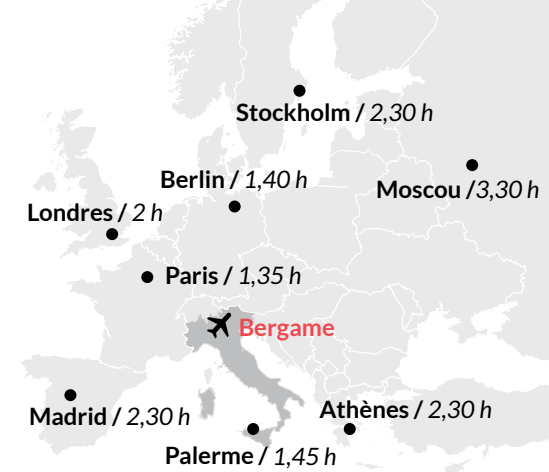 Stockholm / 2,30 h
Berlin / 1,40 h
Moscou /3,30 h
Londres / 2 h
Paris / 1,35 h
Bergame
Madrid / 2,30 h
Athènes / 2,30 h
Palerme / 1,45 h